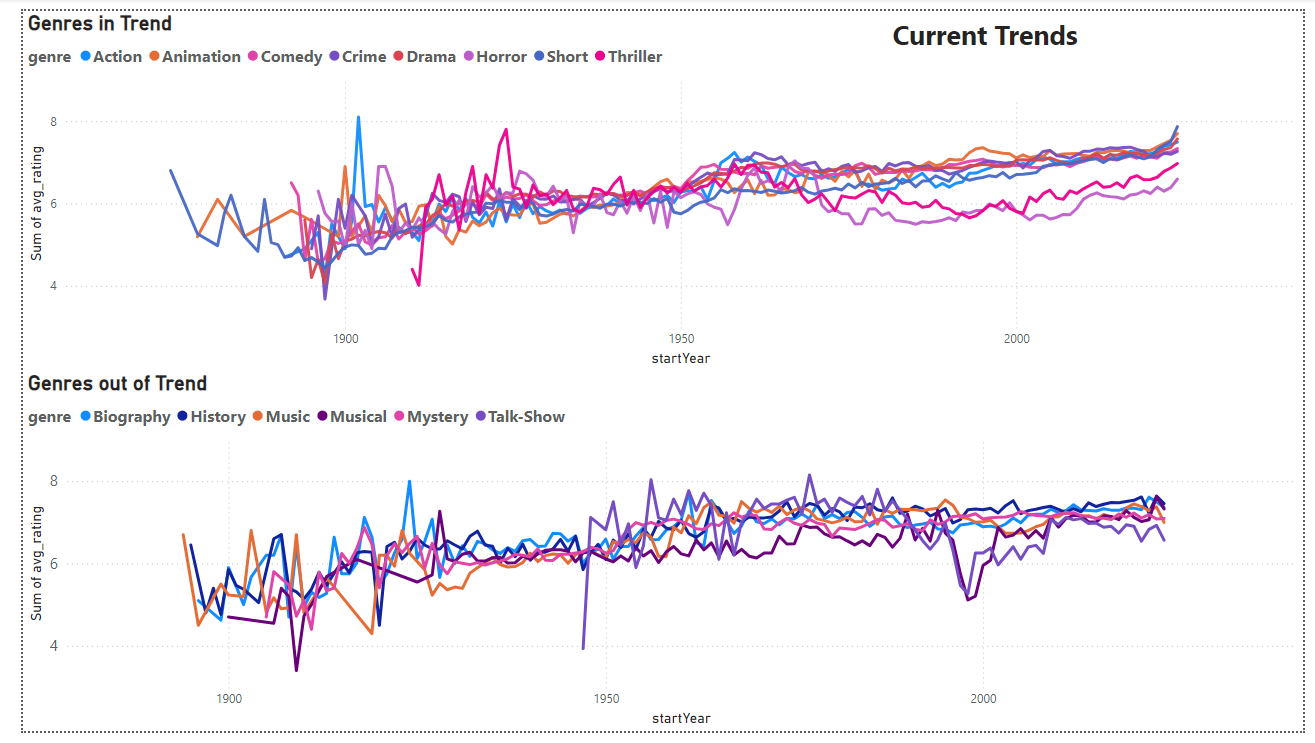 Genres in Trend
Current Trends
genre Action Animation Comedy Crime Drama Horror Short Thriller
8
6
4
Sum of avg_rating
1900 1950 2000
startYear
Genres out of Trend
genre Biography History Music Musical Mystery Talk-Show
8
6
4
Sum of avg_rating
1900 1950 2000
startYear